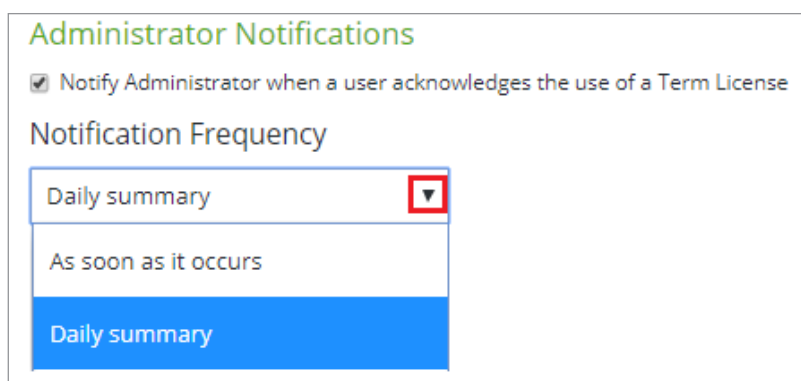 Administrator Notifications
Notify Administrator when a user acknowledges the use of a Term License
Notification Frequency
Daily summary
As soon as it occurs
Daily summary